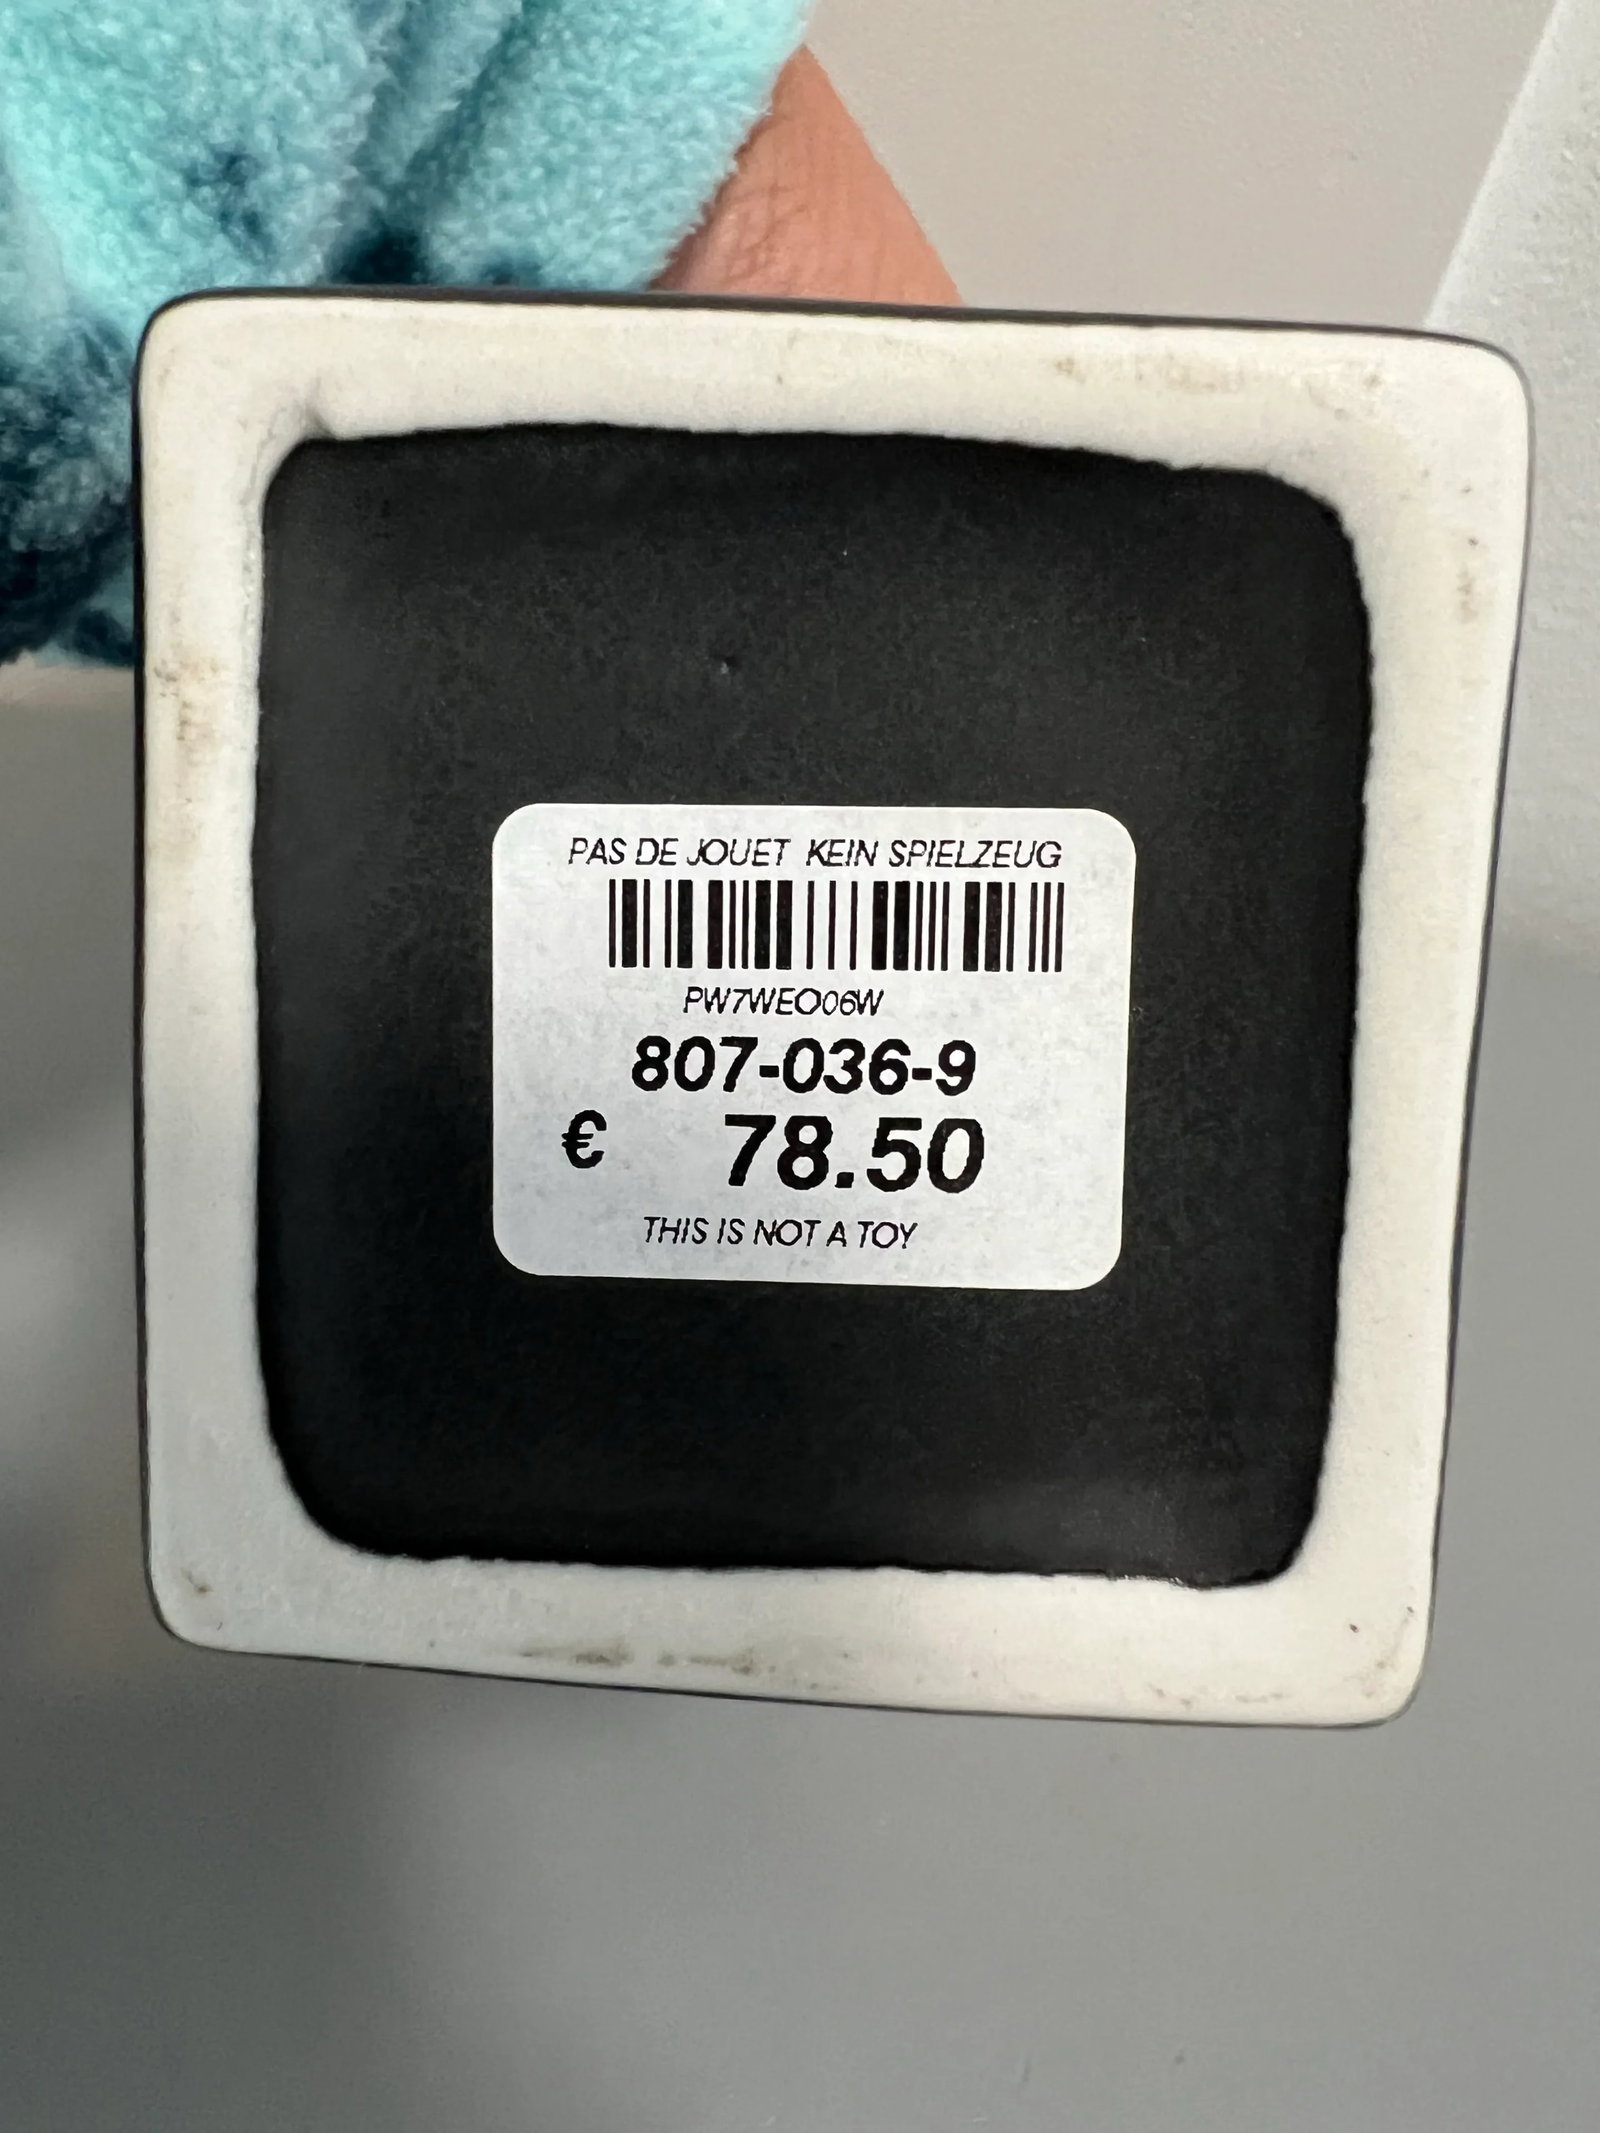 PAS DE JOUET KEIN SPIELZEUG
PW7WEO06W
807-036-9
€ 78.50
THIS IS NOT A TOY